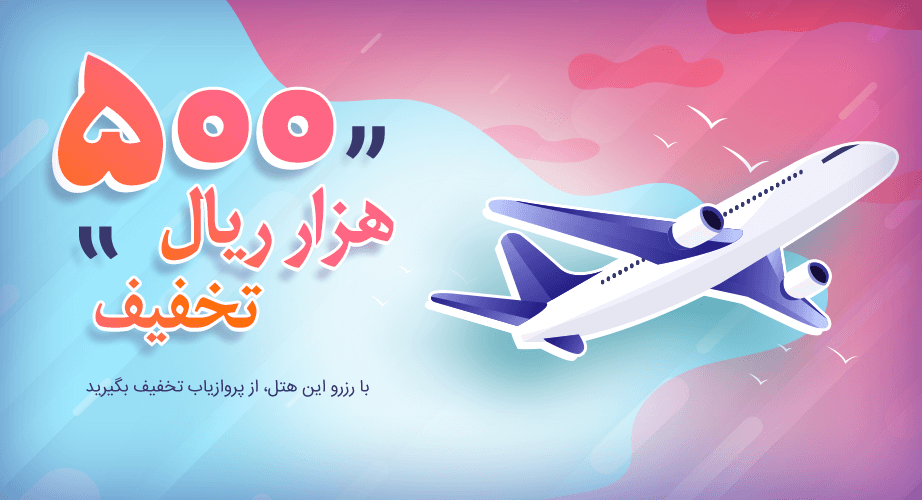 ”۵۰۰
هزار ریال
تخفیف“
با رزرو این هتل، از پروازیاب تخفیف بگیرید